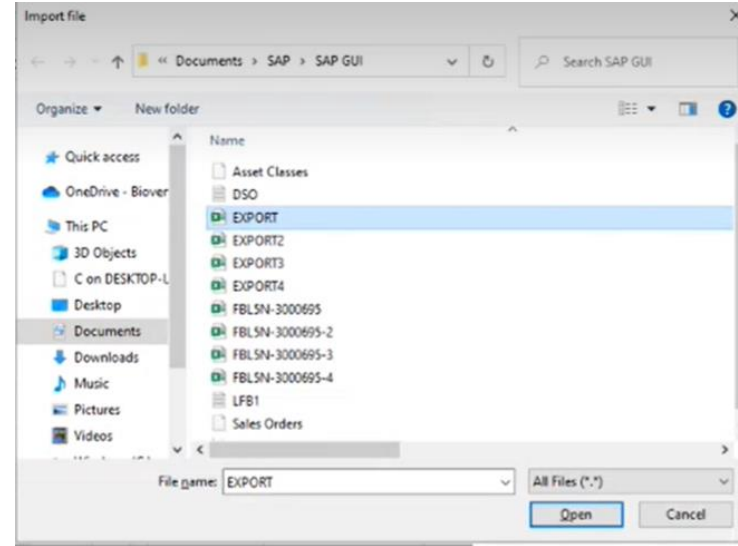 Import file
« Documents > SAP > SAP GUI
Search SAP GUI
Organize
New folder
Name
Quick access
OneDrive - Biover
This PC
3D Objects
C on DESKTOP-L
Desktop
Documents
Downloads
Music
Pictures
Videos
Asset Classes
DSO
EXPORT
EXPORT2
EXPORT3
EXPORT4
FBL5N-3000695
FBL5N-3000695-2
FBL5N-3000695-3
FBL5N-3000695-4
LFB1
Sales Orders
File name: EXPORT
All Files (*.*)
Open
Cancel